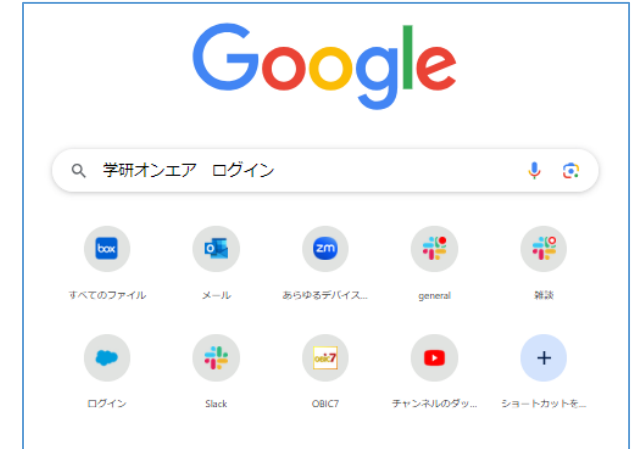 Google
学研オンエア　ログイン
box
zm
すべてのファイル
メール
あらゆるデバイス...
general
雑談
OBIC7
ログイン
Slack
OBIC7
チャンネルのダッ...
ショートカットを...